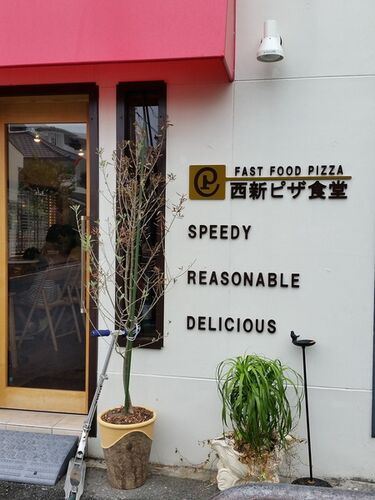 FAST FOOD PIZZA
西新ピザ食堂
SPEEDY
REASONABLE
DELICIOUS